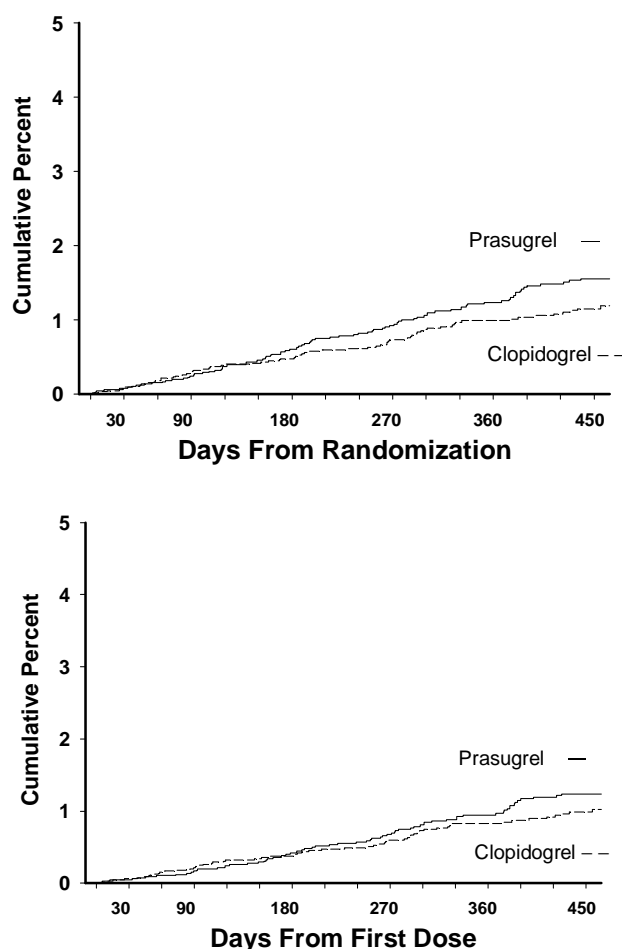 5
4
3
2
1
0
Cumulative Percent
Prasugrel
Clopidogrel
30 90 180 270 360 450
Days From Randomization
5
4
3
2
1
0
Cumulative Percent
Prasugrel
Clopidogrel
30 90 180 270 360 450
Days From First Dose